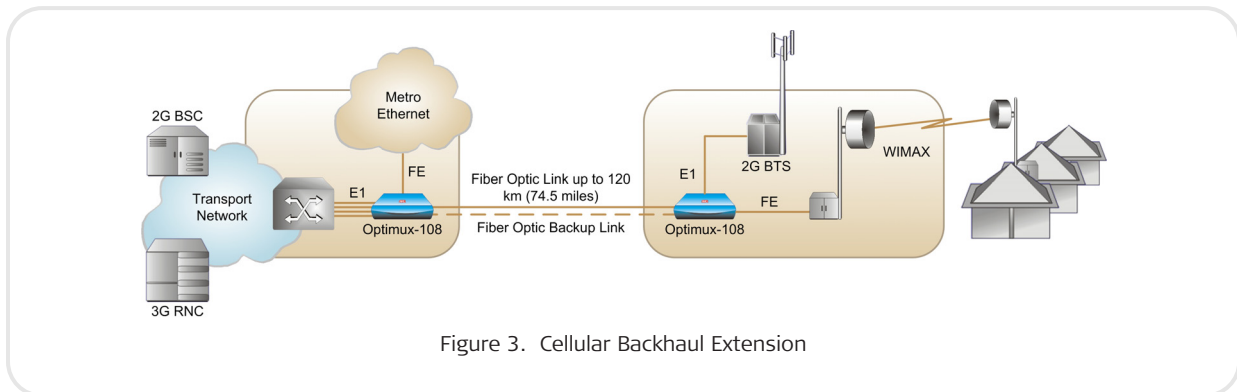 Metro
Ethernet
2G BSC
FE
E1
Transport
Network
Optimux-108
3G RNC
Fiber Optic Link up to 120
km (74.5 miles)
Fiber Optic Backup Link
E1
2G BTS
FE
Optimux-108
WIMAX
Figure 3. Cellular Backhaul Extension